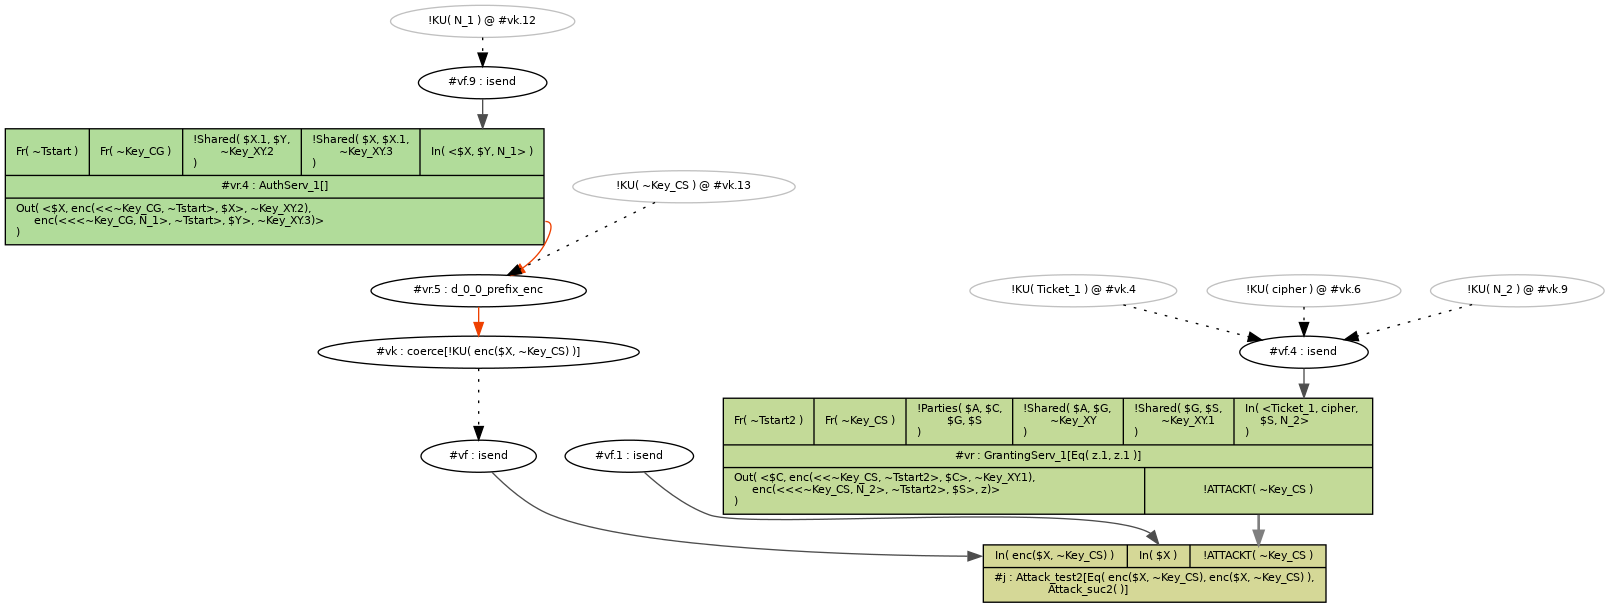 !KU( N_1 ) @ #vk.12
#vf.9 : isend
Fr( ~Tstart )
Fr( ~Key_CG )
!Shared( $X.1, $Y,
~Key_XY.2
)
!Shared( $X, $X.1,
~Key_XY.3
)
In( <$X, $Y, N_1> )
#vr.4 : AuthServ_1[]
Out( <$X, enc(<<~Key_CG, ~Tstart>, $X>, ~Key_XY.2),
enc(<<<~Key_CG, N_1>, ~Tstart>, $Y>, ~Key_XY.3)>
)
!KU( ~Key_CS ) @ #vk.13
#vr.5 : d_0_0_prefix_enc
#vk : coerce[!KU( enc($X, ~Key_CS) )]
#vf : isend
#vf.1 : isend
!KU( Ticket_1 ) @ #vk.4
!KU( cipher ) @ #vk.6
!KU( N_2 ) @ #vk.9
#vf.4 : isend
Fr( ~Tstart2 )
Fr( ~Key_CS )
!Parties( $A, $C,
$G, $S
)
!Shared( $A, $G,
~Key_XY
)
!Shared( $G, $S,
~Key_XY.1
)
In( <Ticket_1, cipher,
$S, N_2>
)
#vr : GrantingServ_1[Eq( z.1, z.1 )]
Out( <$C, enc(<<~Key_CS, ~Tstart2>, $C>, ~Key_XY.1),
enc(<<<~Key_CS, N_2>, ~Tstart2>, $S>, z)>
)
!ATTACKT( ~Key_CS )
In( enc($X, ~Key_CS) )
In( $X )
!ATTACKT( ~Key_CS )
#j : Attack_test2[Eq( enc($X, ~Key_CS), enc($X, ~Key_CS) ),
Attack_suc2( )]